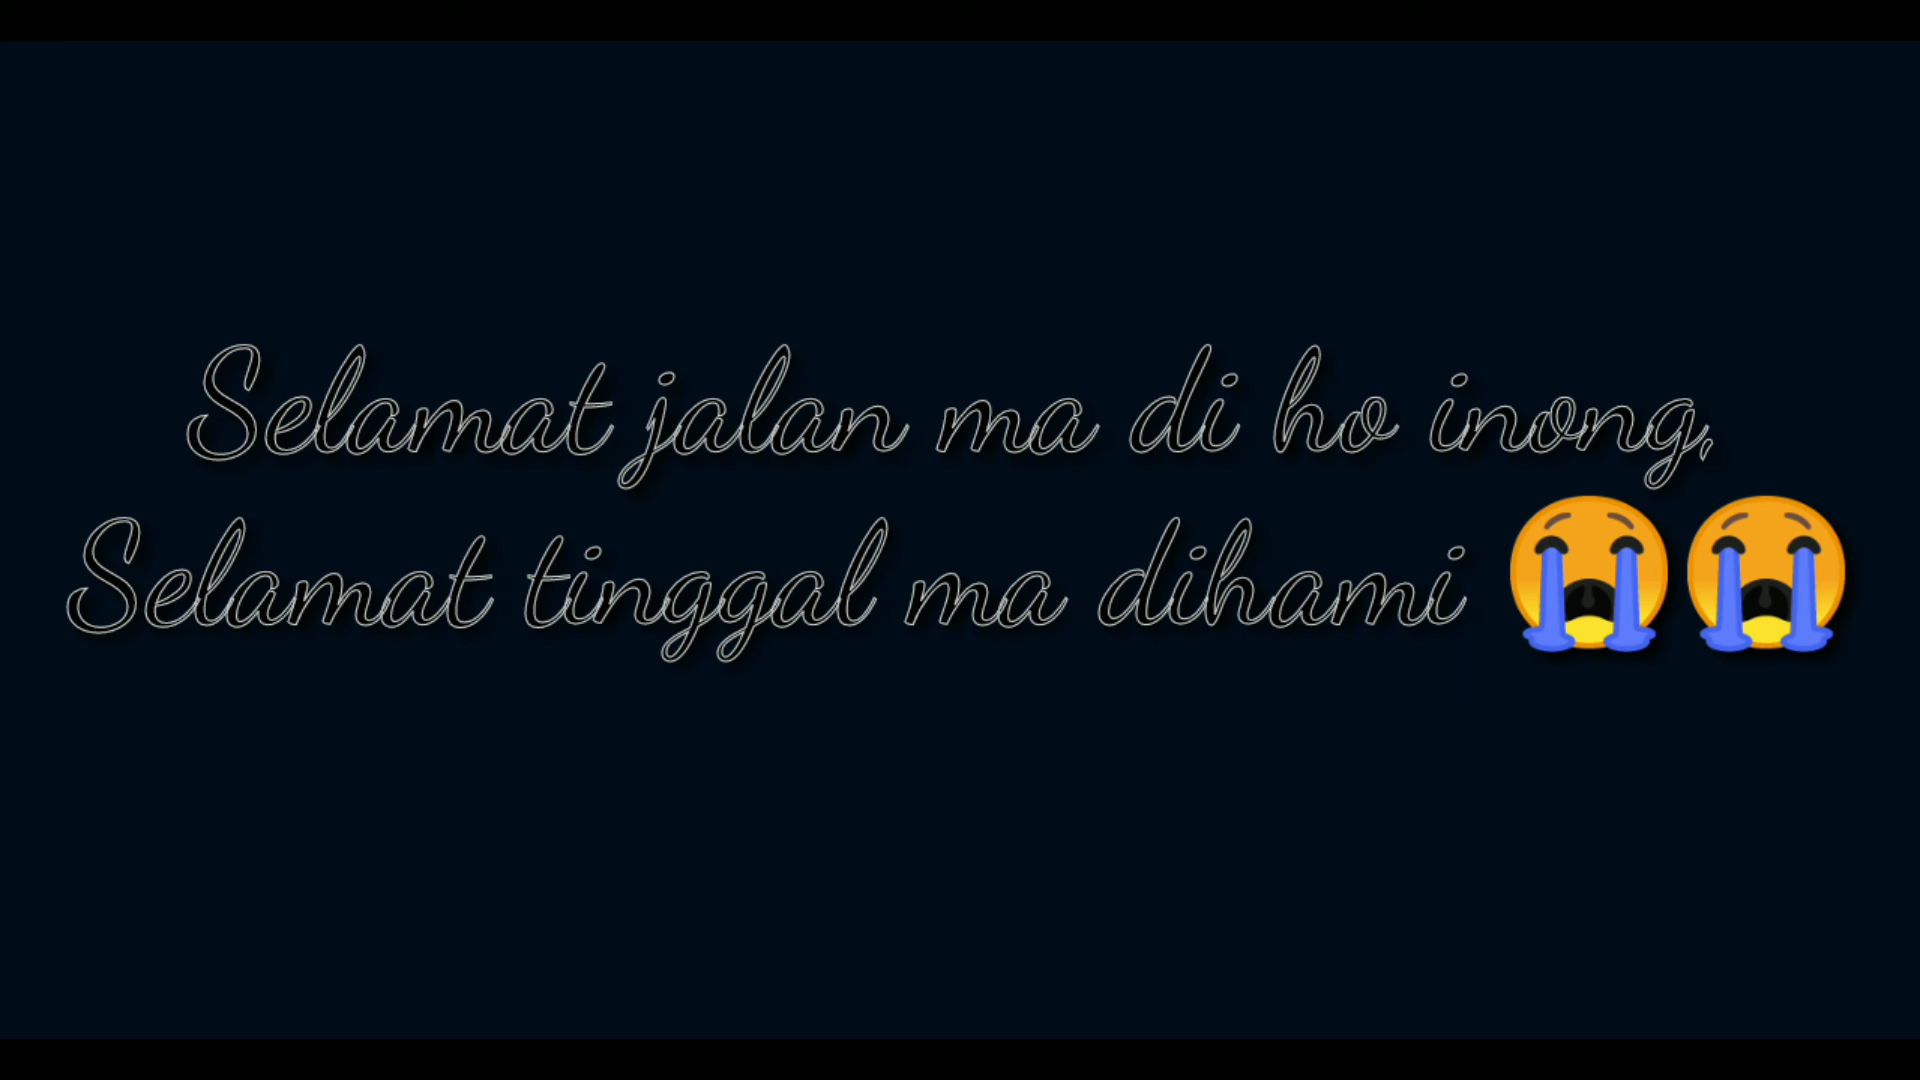 Selamat jalan ma di ho inong,
Selamat tinggal ma dihami 😭😭